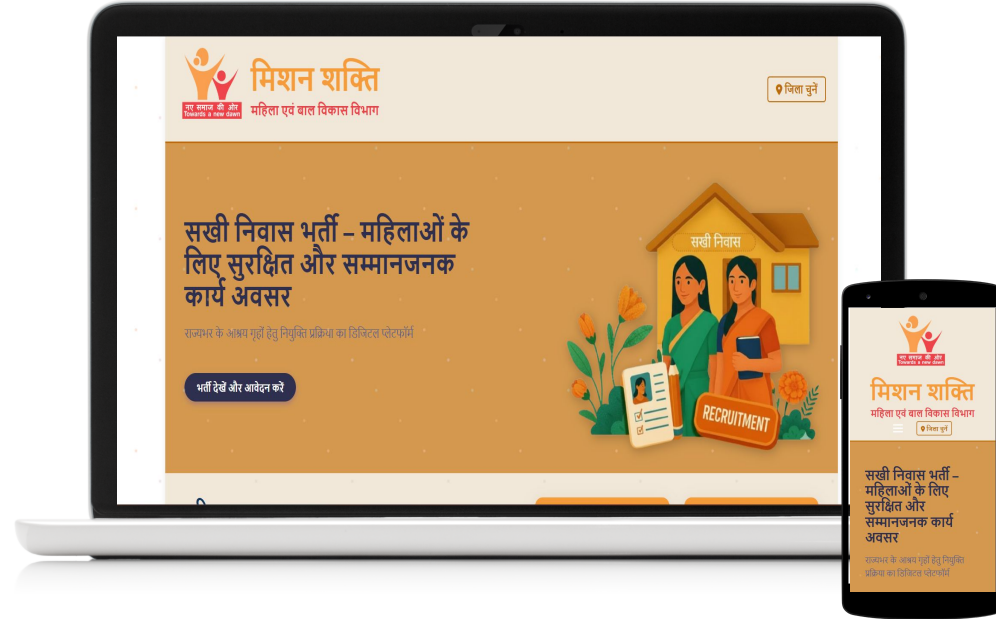 मिशन शक्ति
नए समाज की ओर
Towards a new dawn
महिला एवं बाल विकास विभाग
जिला चुनें
सखी निवास भर्ती – महिलाओं के
लिए सुरक्षित और सम्मानजनक
कार्य अवसर
राज्यभर के आश्रय गृहों हेतु नियुक्ति प्रक्रिया का डिजिटल प्लेटफॉर्म
भर्ती देखें और आवेदन करें
सखी निवास
RECRUITMENT
नए समाज की ओर
Towards a new dawn
मिशन शक्ति
महिला एवं बाल विकास विभाग
जिला चुनें
सखी निवास भर्ती –
महिलाओं के लिए
सुरक्षित और
सम्मानजनक कार्य
अवसर
राज्यभर के आश्रय गृहों हेतु नियुक्ति
प्रक्रिया का डिजिटल प्लेटफॉर्म